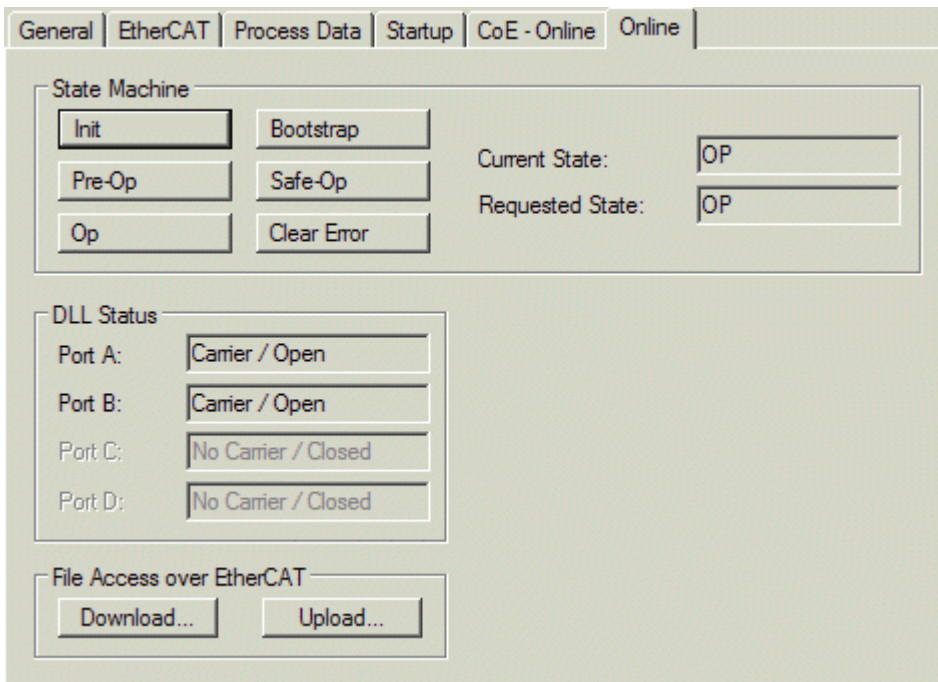 General EtherCAT Process Data Startup CoE - Online Online
State Machine
Init Bootstrap
Current State: OP
Pre-Op Safe-Op
Requested State: OP
Op Clear Error
DLL Status
Port A: Carrier / Open
Port B: Carrier / Open
Port C: No Carrier / Closed
Port D: No Carrier / Closed
File Access over EtherCAT
Download... Upload...